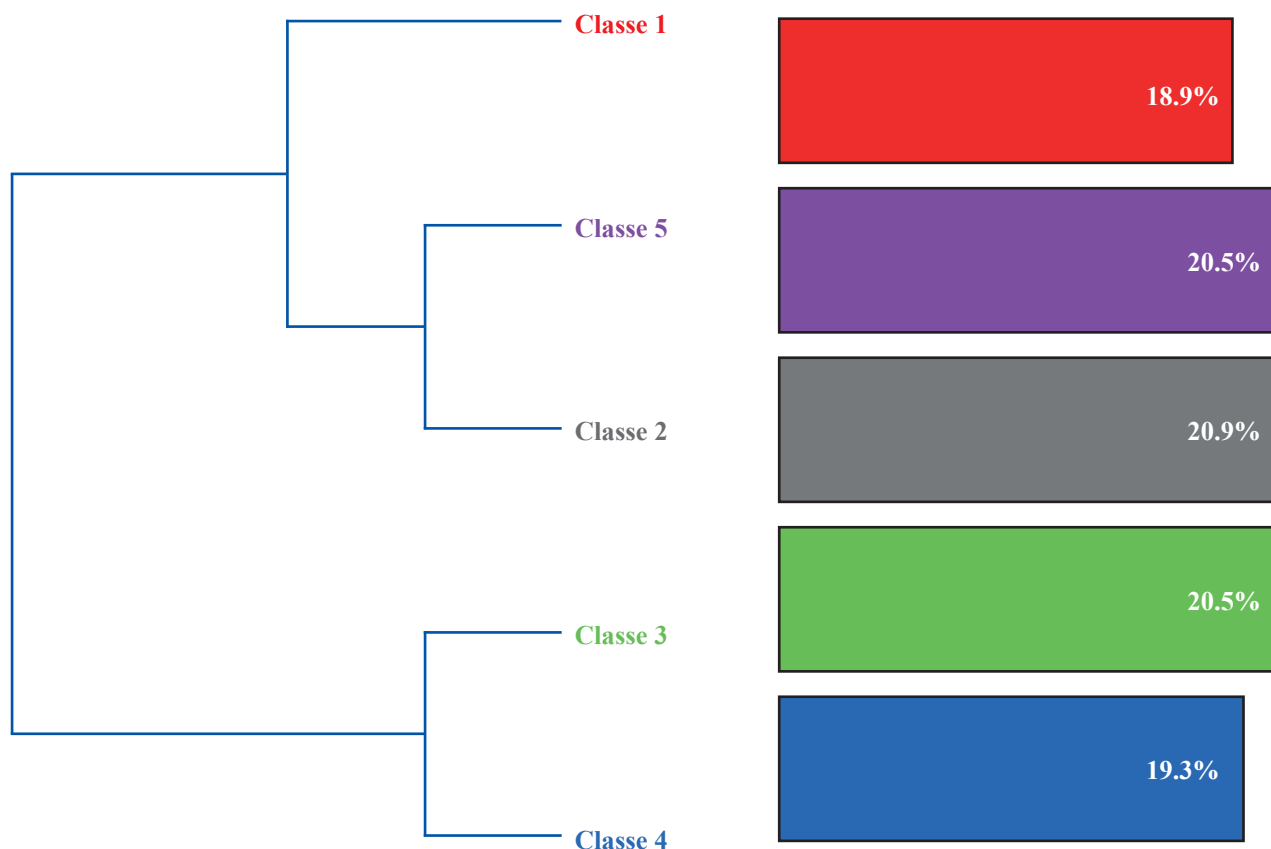 Classe 1
18.9%
Classe 5
20.5%
Classe 2
20.9%
Classe 3
20.5%
Classe 4
19.3%